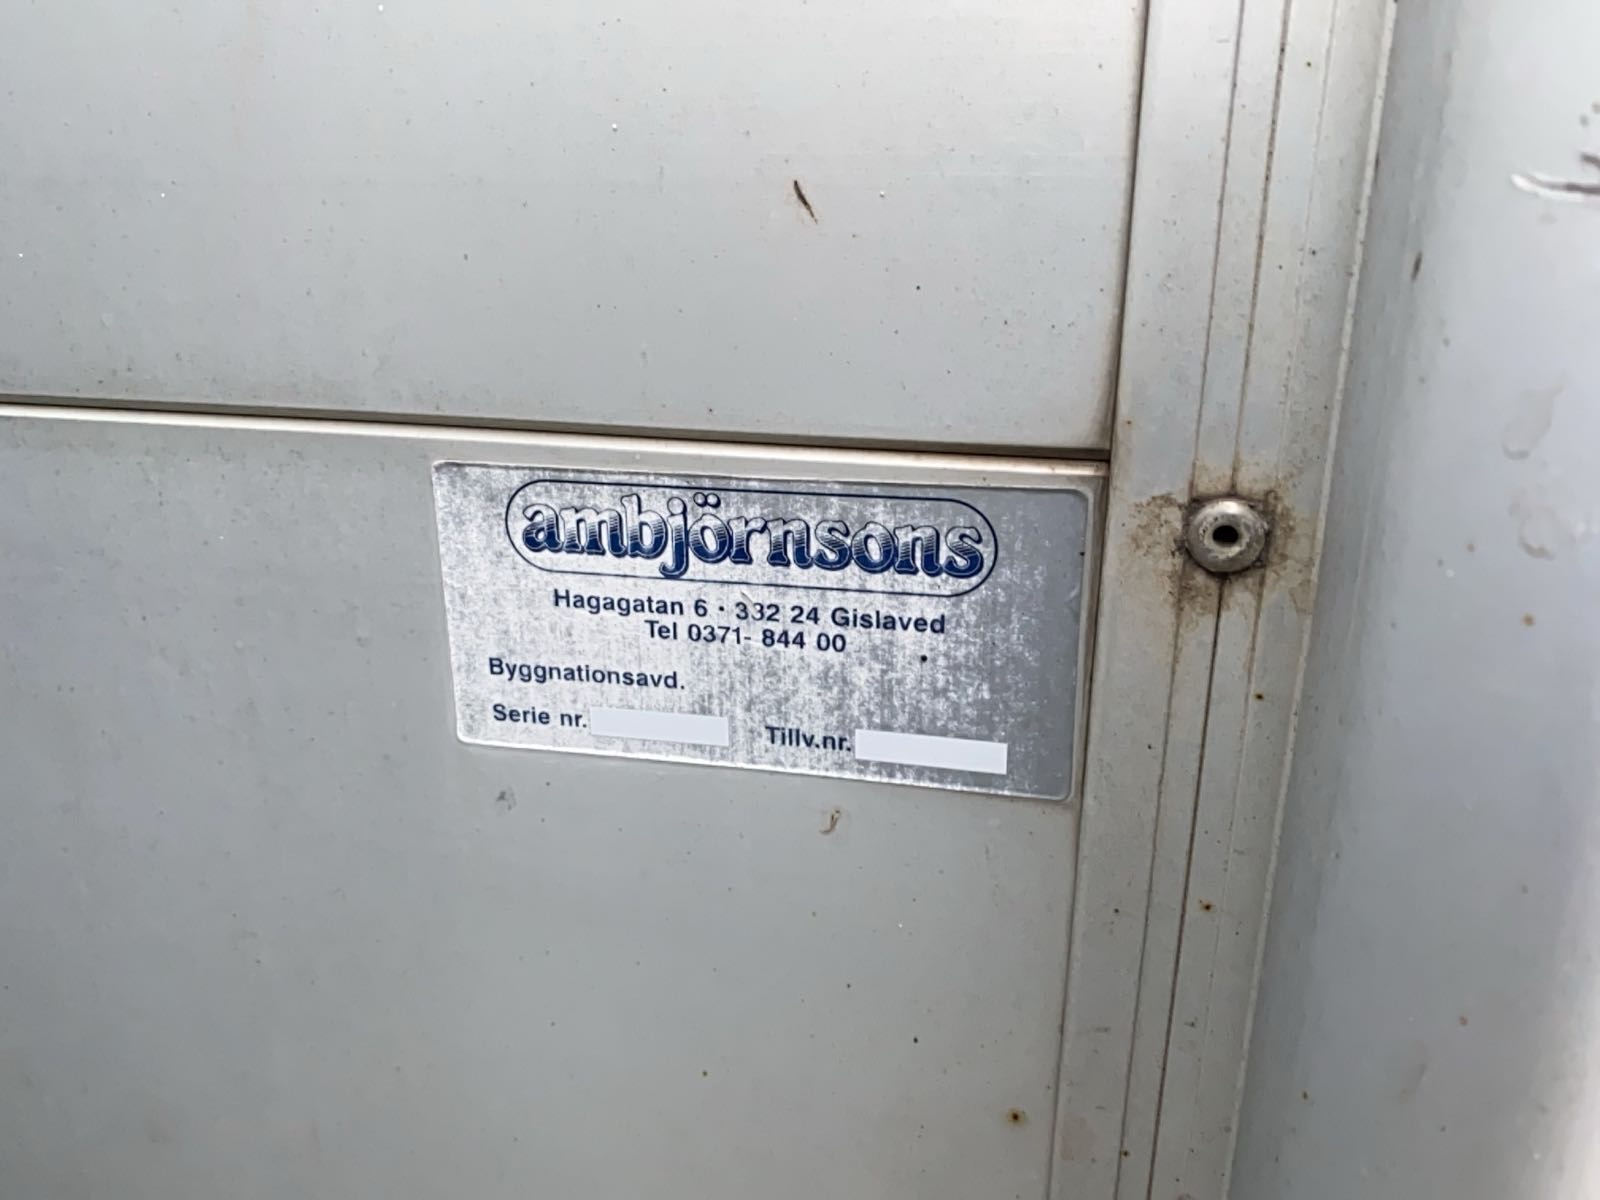 ambjörnsons
Hagagatan 6 · 332 24 Gislaved
Tel 0371- 844 00
Byggnationsavd.
Serie nr. Tillv.nr.